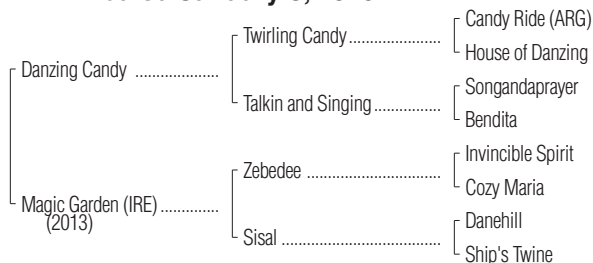 Candy Ride (ARG)
Twirling Candy
House of Danzing
Danzing Candy
Songandaprayer
Talkin and Singing
Bendita
Invincible Spirit
Zebedee
Cozy Maria
Magic Garden (IRE)
(2013)
Danehill
Sisal
Ship's Twine